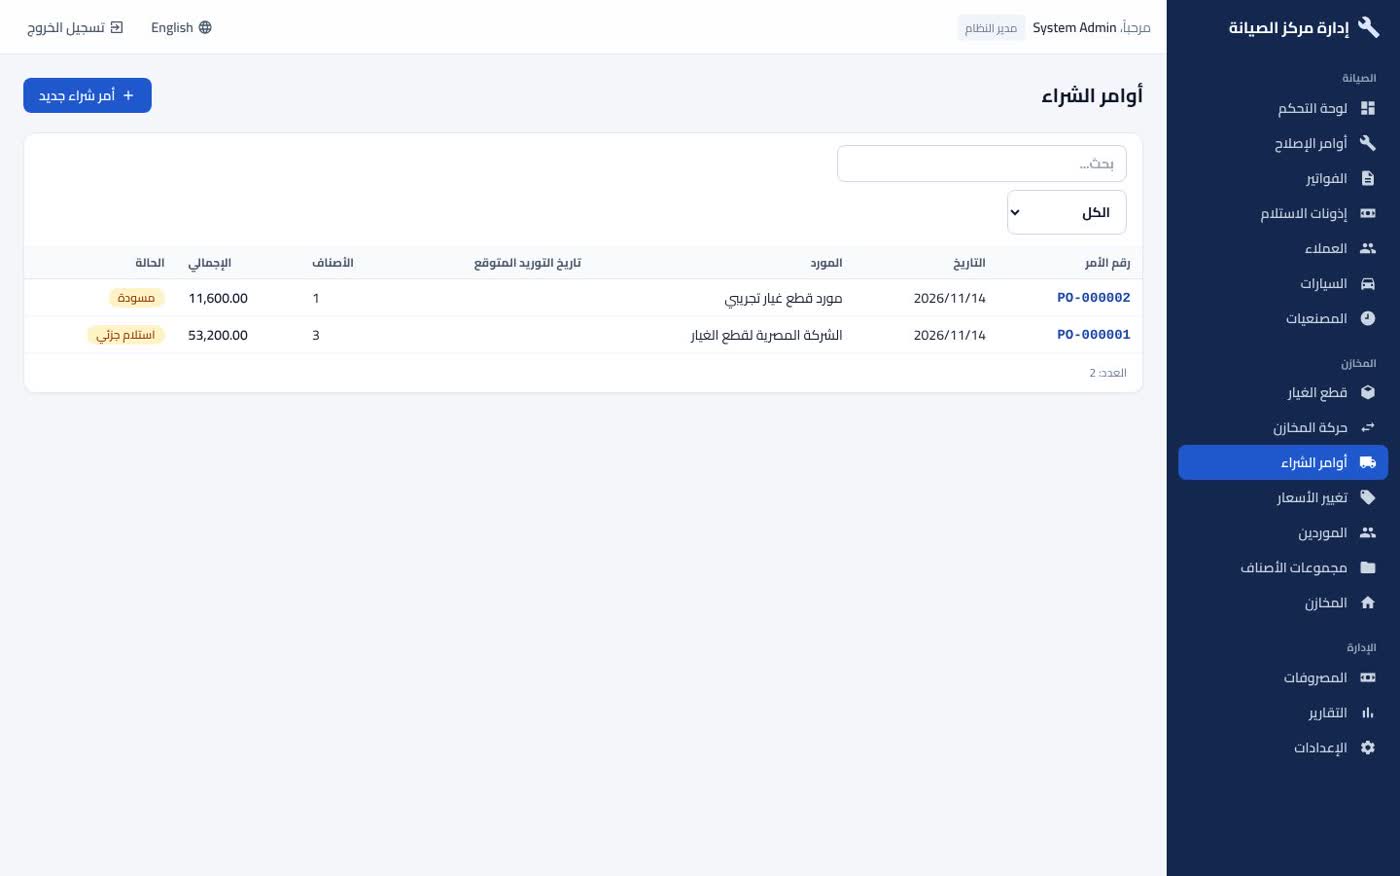 إدارة مركز الصيانة
الصيانة
لوحة التحكم
أوامر الإصلاح
الفواتير
إذونات الاستلام
العملاء
السيارات
المصنعيات
المخازن
قطع الغيار
حركة المخازن
أوامر الشراء
تغيير الأسعار
الموردين
مجموعات الأصناف
المخازن
الإدارة
المصروفات
التقارير
الإعدادات
مرحباً، System Admin مدير النظام
English تسجيل الخروج
أوامر الشراء
+ أمر شراء جديد
بحث...
الكل
رقم الأمر التاريخ المورد تاريخ التوريد المتوقع الأصناف الإجمالي الحالة
PO-000002 2026/11/14 مورد قطع غيار تجريبي 1 11,600.00 مسودة
PO-000001 2026/11/14 الشركة المصرية لقطع الغيار 3 53,200.00 استلام جزئي
العدد: 2